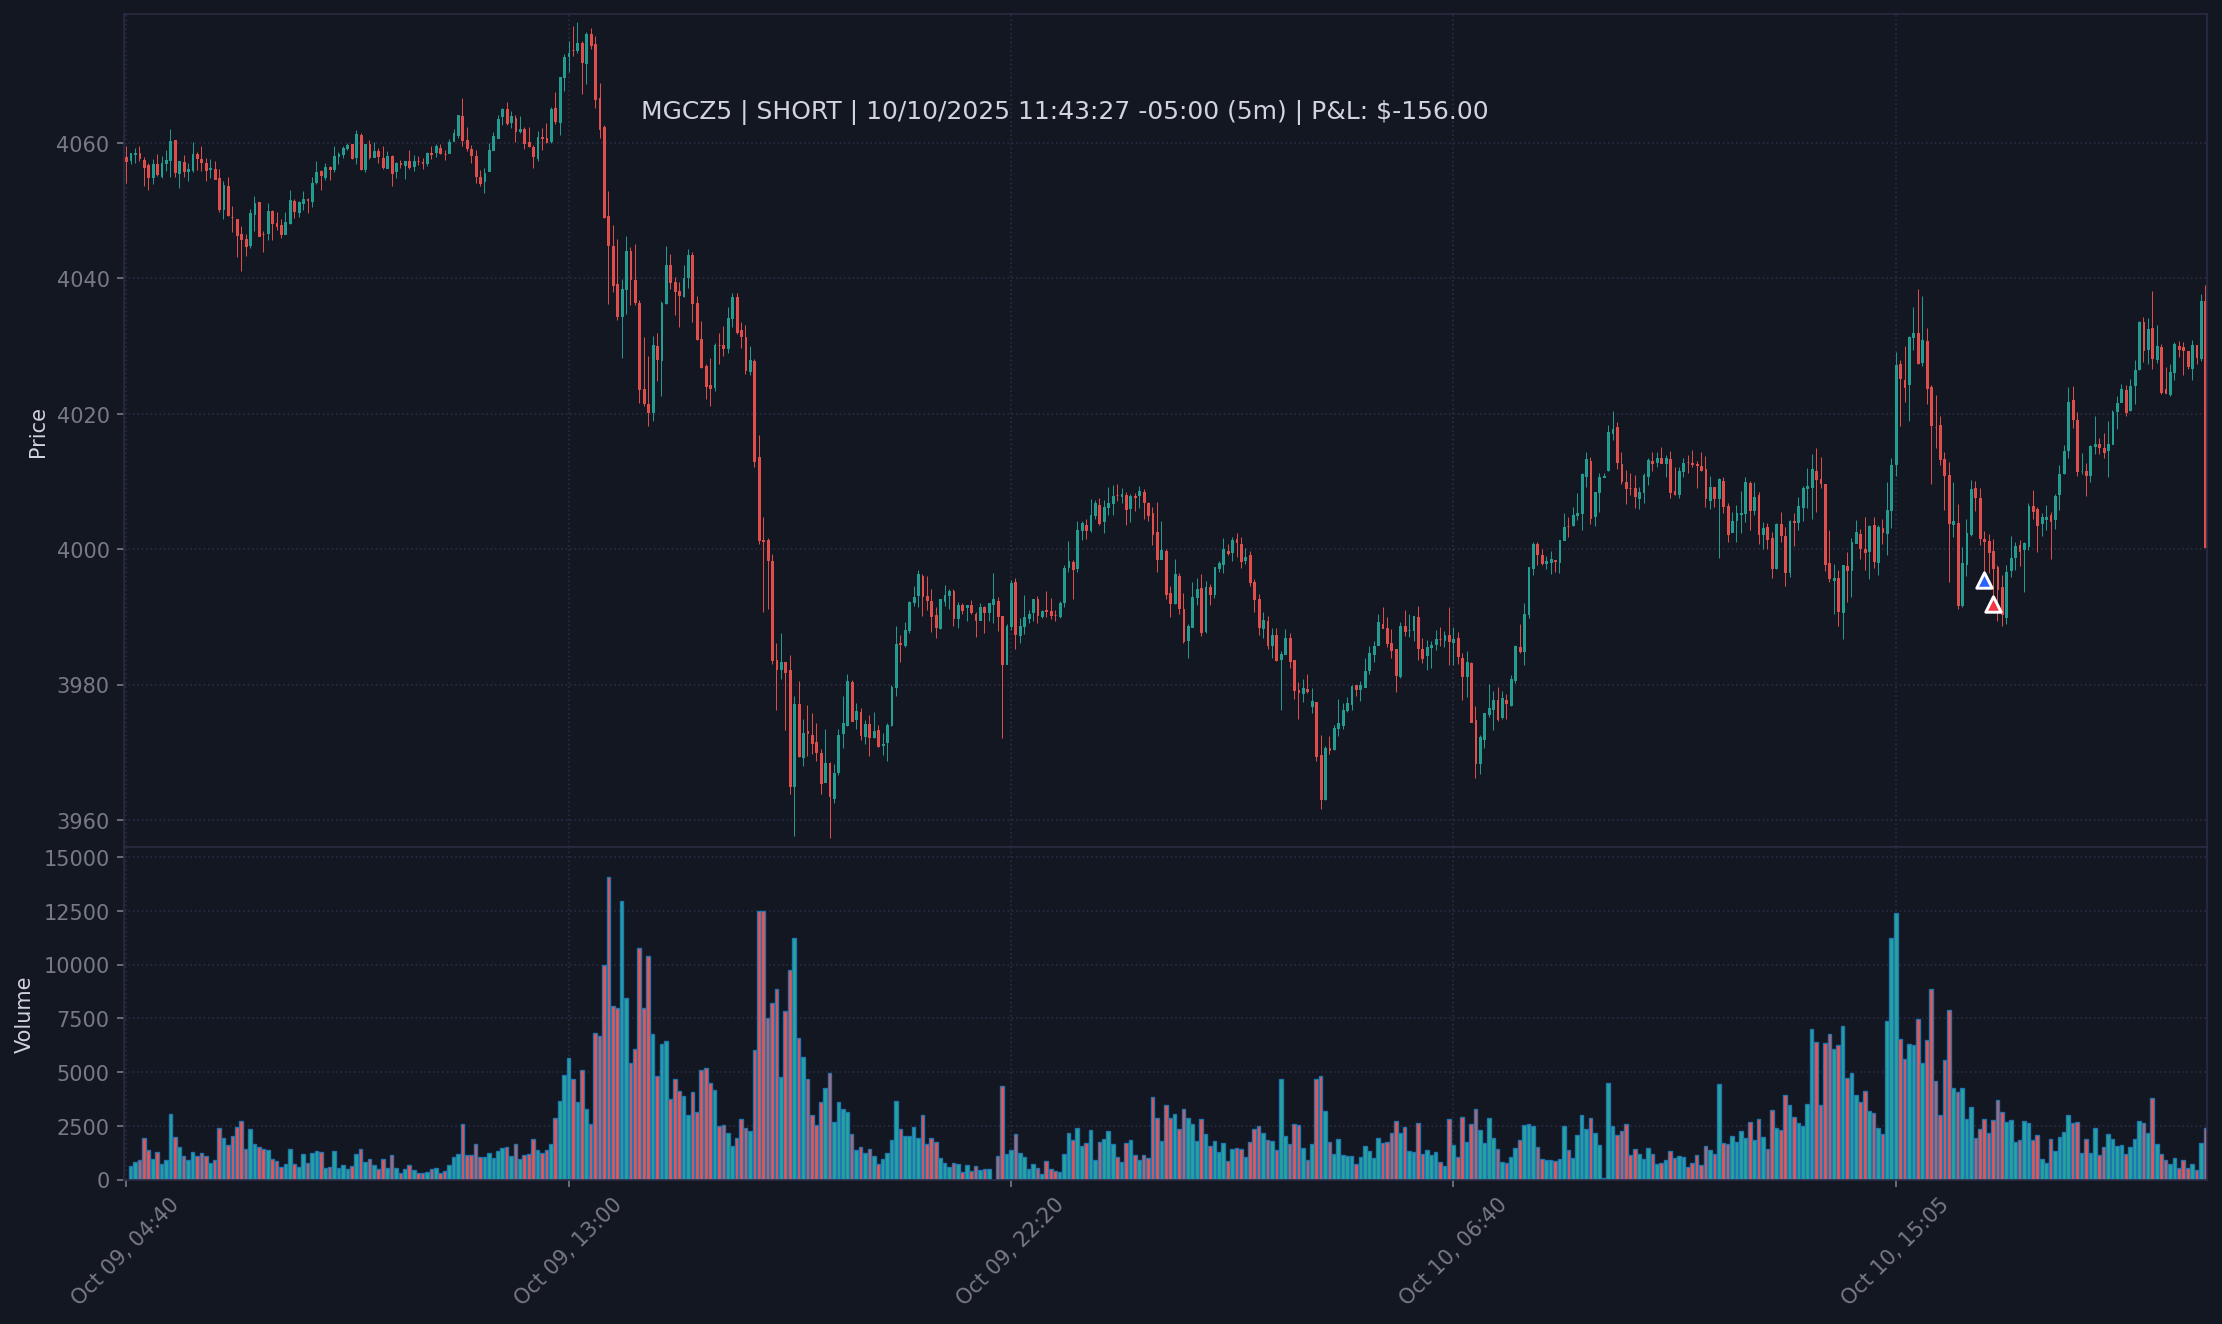 MGCZ5 | SHORT | 10/10/2025 11:43:27 -05:00 (5m) | P&L: $-156.00
Price
4060
4040
4020
4000
3980
3960
Volume
15000
12500
10000
7500
5000
2500
0
Oct 09, 04:40
Oct 09, 13:00
Oct 09, 22:20
Oct 10, 06:40
Oct 10, 15:05